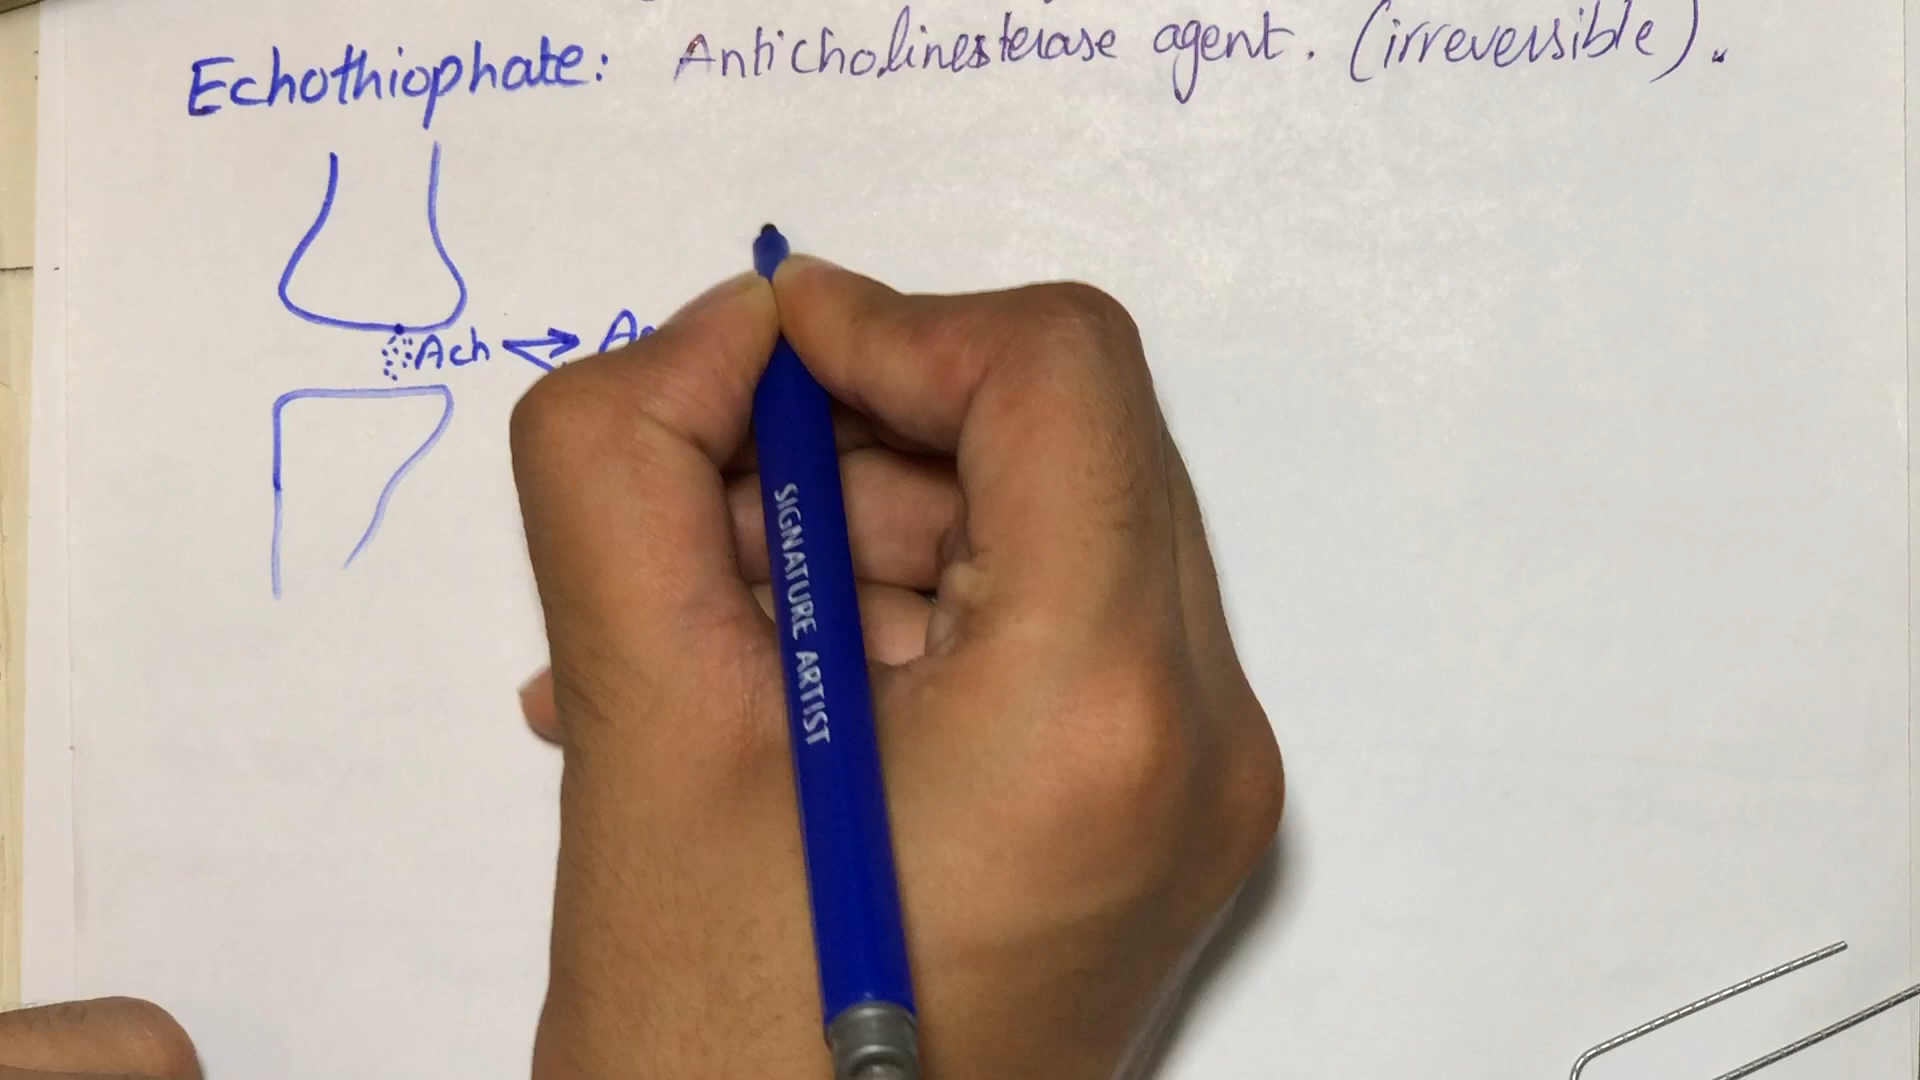 Echothiophate: Anticholinesterase agent. (irreversible).
Ach
SIGNATURE ARTIST